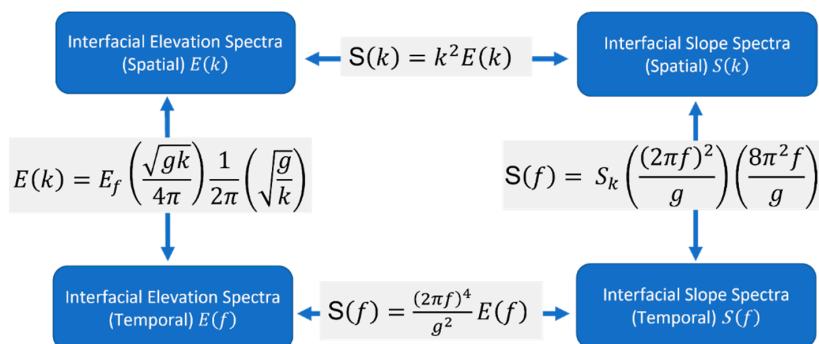 Interfacial Elevation Spectra
(Spatial) E(k)
S(k) = k²E(k)
Interfacial Slope Spectra
(Spatial) S(k)
E(k) = E_f (√(gk)/4π) 1/2π (√(g/k))
S(f) = S_k ((2πf)²/g) (8π²f/g)
Interfacial Elevation Spectra
(Temporal) E(f)
S(f) = (2πf)⁴/g² E(f)
Interfacial Slope Spectra
(Temporal) S(f)